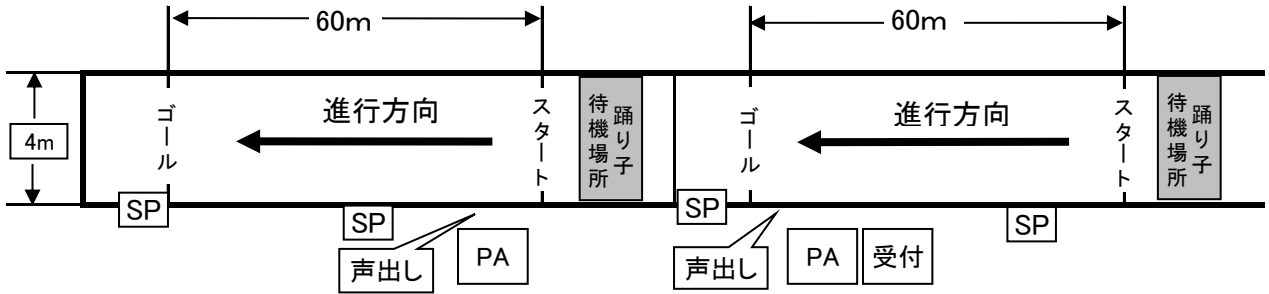 60m
60m
4m
ゴール
進行方向
スタート
踊り子
待機場所
ゴール
進行方向
スタート
踊り子
待機場所
SP
SP
声出し
PA
SP
声出し
PA
受付
SP